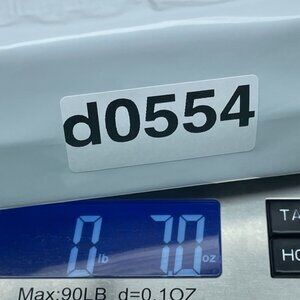 d0554
0 lb 7.0 oz
TA
HO
Max:90LB d=0.1OZ